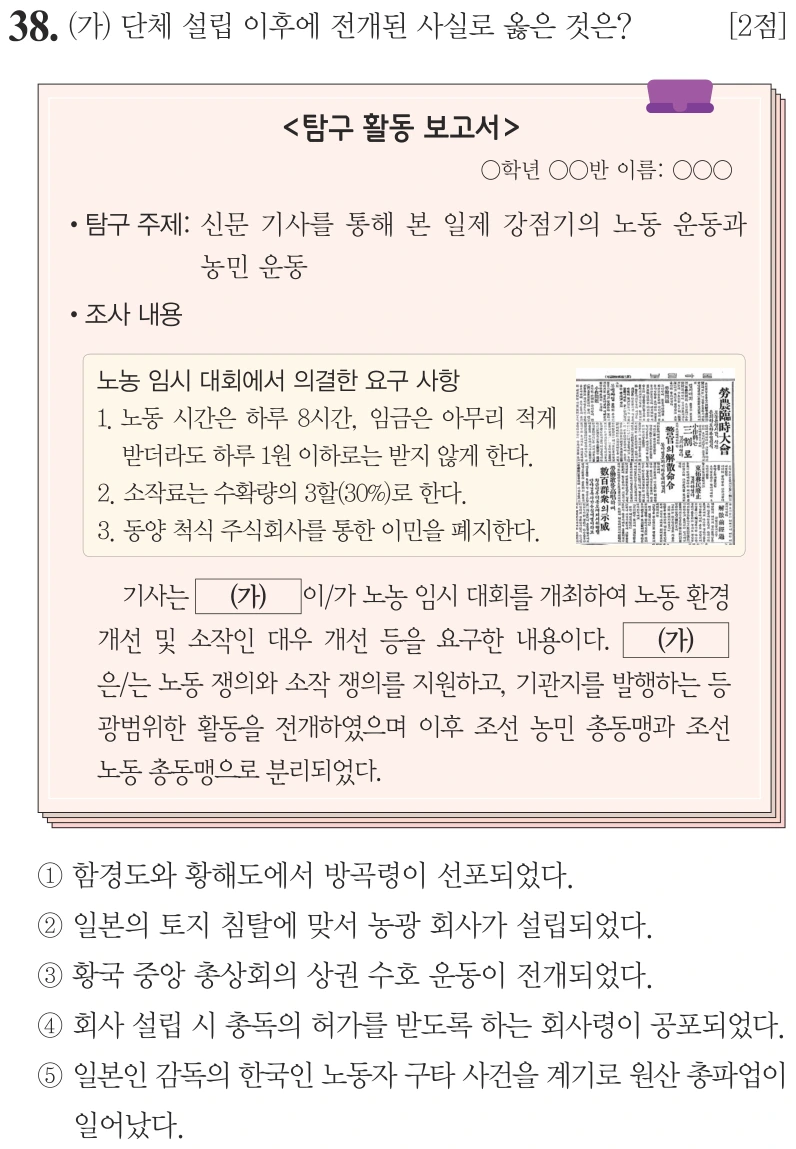 38. (가) 단체 설립 이후에 전개된 사실로 옳은 것은? [2점]
<탐구 활동 보고서>
○학년 ○○반 이름: ○○○
• 탐구 주제: 신문 기사를 통해 본 일제 강점기의 노동 운동과
농민 운동
• 조사 내용
노농 임시 대회에서 의결한 요구 사항
1. 노동 시간은 하루 8시간, 임금은 아무리 적게
받더라도 하루 1원 이하로는 받지 않게 한다.
2. 소작료는 수확량의 3할(30%)로 한다.
3. 동양 척식 주식회사를 통한 이민을 폐지한다.
勞農臨時大會
三割로
警官의解散命令
數百群衆의示威
기사는 (가) 이/가 노농 임시 대회를 개최하여 노동 환경
개선 및 소작인 대우 개선 등을 요구한 내용이다. (가)
은/는 노동 쟁의와 소작 쟁의를 지원하고, 기관지를 발행하는 등
광범위한 활동을 전개하였으며 이후 조선 농민 총동맹과 조선
노동 총동맹으로 분리되었다.
① 함경도와 황해도에서 방곡령이 선포되었다.
② 일본의 토지 침탈에 맞서 농광 회사가 설립되었다.
③ 황국 중앙 총상회의 상권 수호 운동이 전개되었다.
④ 회사 설립 시 총독의 허가를 받도록 하는 회사령이 공포되었다.
⑤ 일본인 감독의 한국인 노동자 구타 사건을 계기로 원산 총파업이
일어났다.